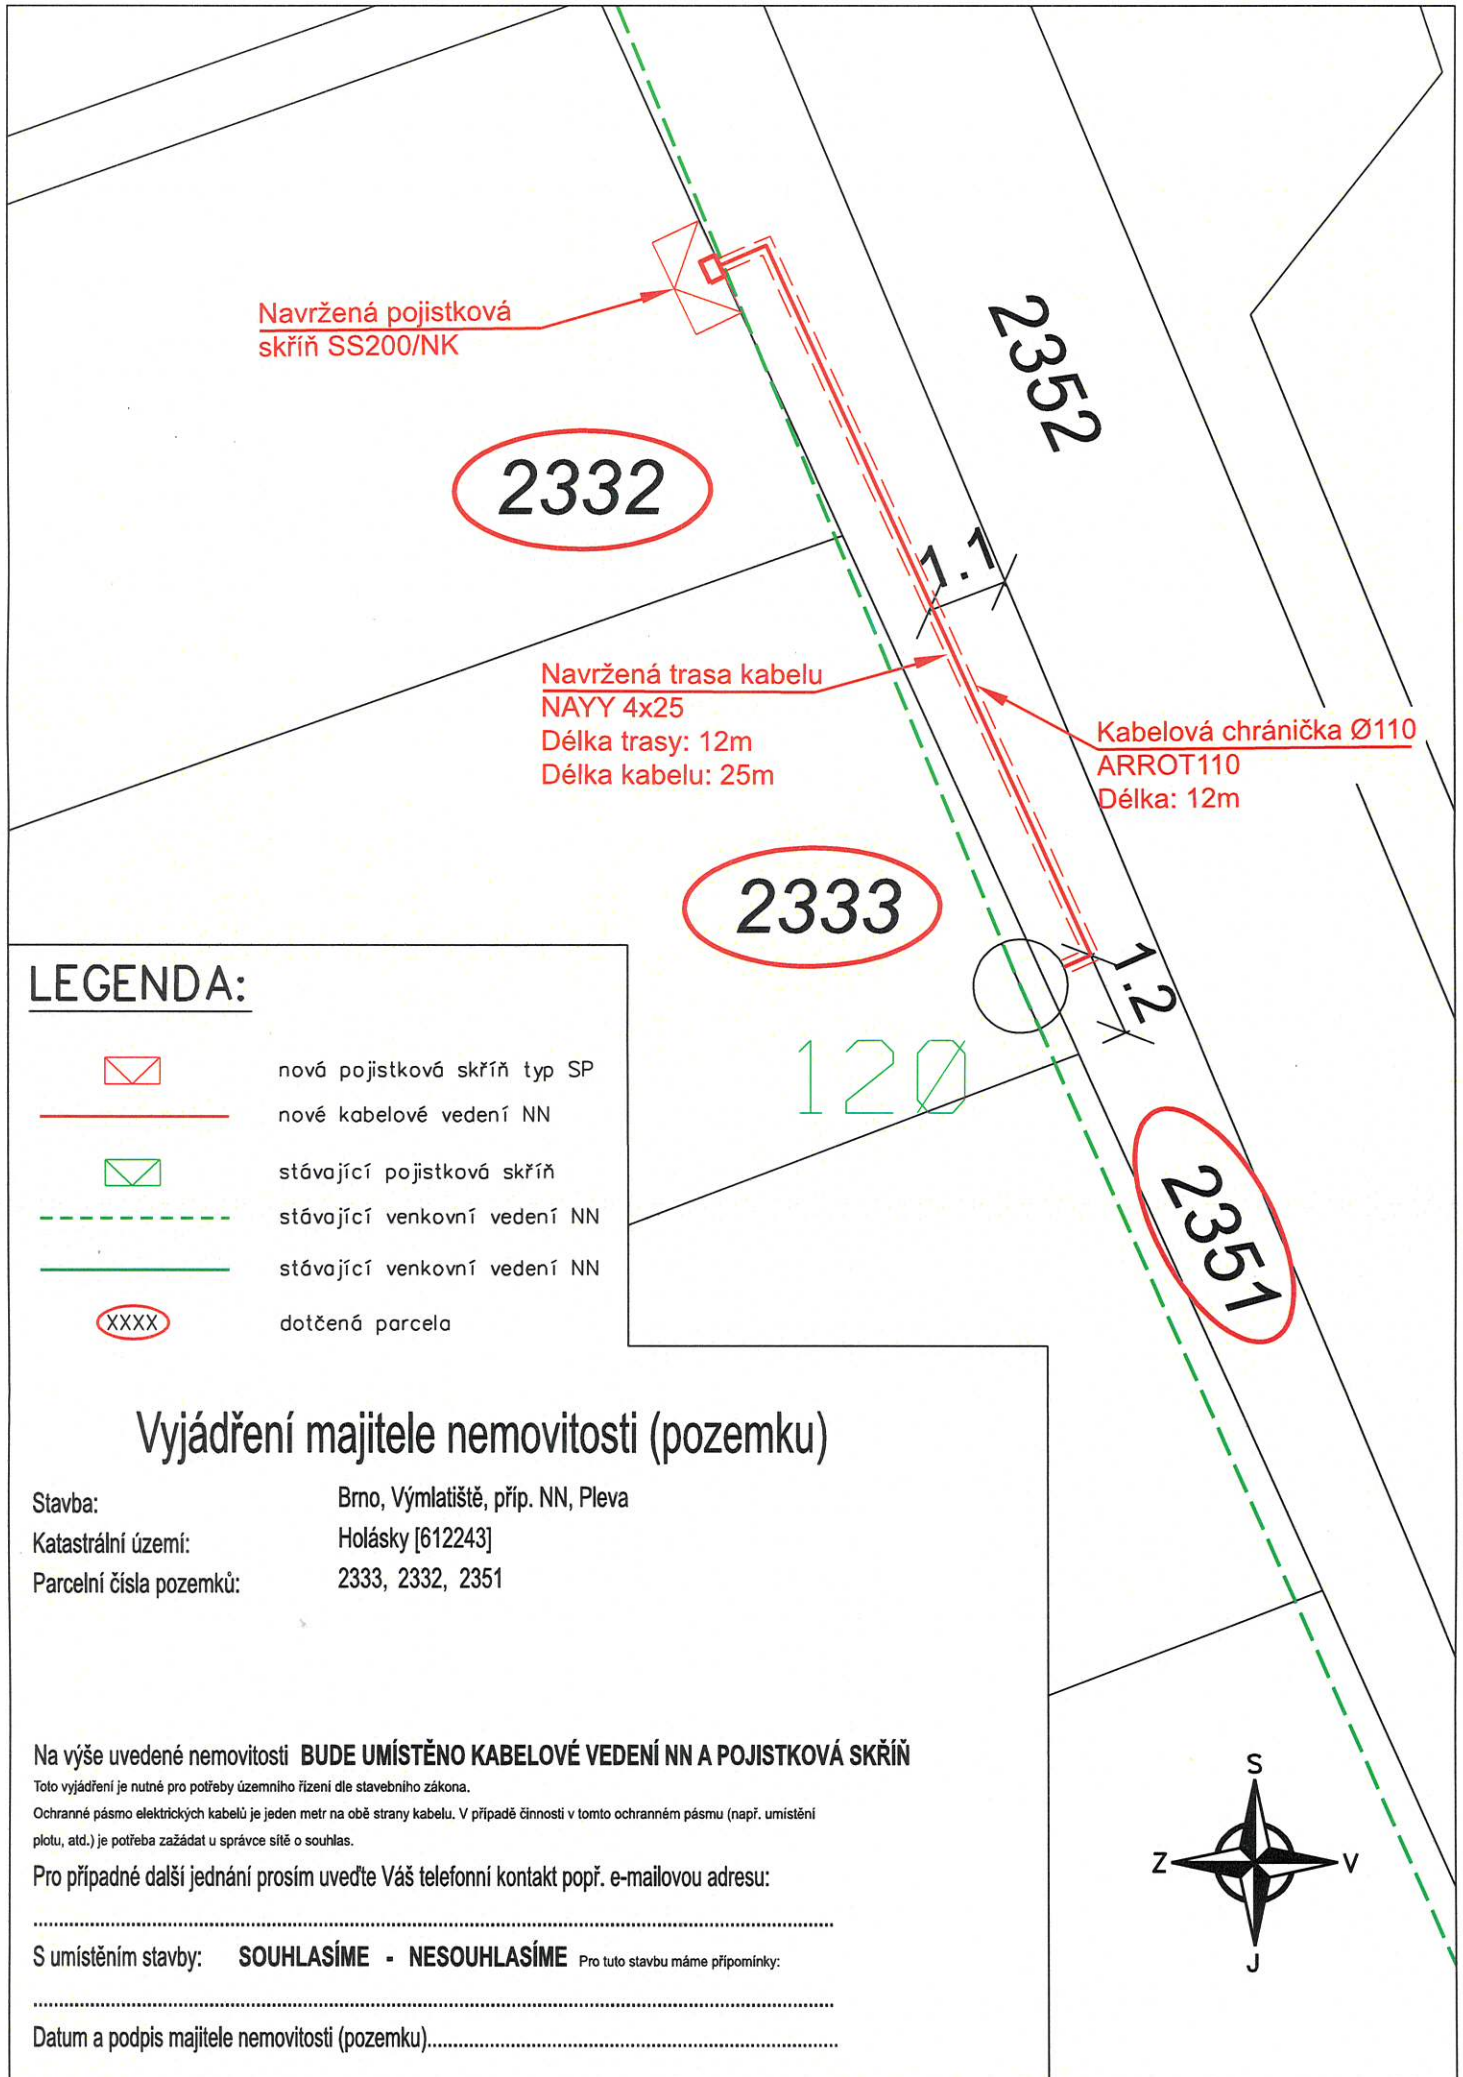 Navržená pojistková
skříň SS200/NK
2352
2332
1.1
Navržená trasa kabelu
NAYY 4x25
Délka trasy: 12m
Délka kabelu: 25m
Kabelová chránička Ø110
ARROT110
Délka: 12m
2333
1.2
120
2351
LEGENDA:
nová pojistková skříň typ SP
nové kabelové vedení NN
stávající pojistková skříň
stávající venkovní vedení NN
stávající venkovní vedení NN
XXXX dotčená parcela
Vyjádření majitele nemovitosti (pozemku)
Stavba: Brno, Výmlatiště, příp. NN, Pleva
Katastrální území: Holásky [612243]
Parcelní čísla pozemků: 2333, 2332, 2351
Na výše uvedené nemovitosti BUDE UMÍSTĚNO KABELOVÉ VEDENÍ NN A POJISTKOVÁ SKŘÍŇ
Toto vyjádření je nutné pro potřeby územního řízení dle stavebního zákona.
Ochranné pásmo elektrických kabelů je jeden metr na obě strany kabelu. V případě činnosti v tomto ochranném pásmu (např. umístění
plotu, atd.) je potřeba zažádat u správce sítě o souhlas.
Pro případné další jednání prosím uveďte Váš telefonní kontakt popř. e-mailovou adresu:
S umístěním stavby: SOUHLASÍME - NESOUHLASÍME Pro tuto stavbu máme připomínky:
Datum a podpis majitele nemovitosti (pozemku)
S
Z
V
J